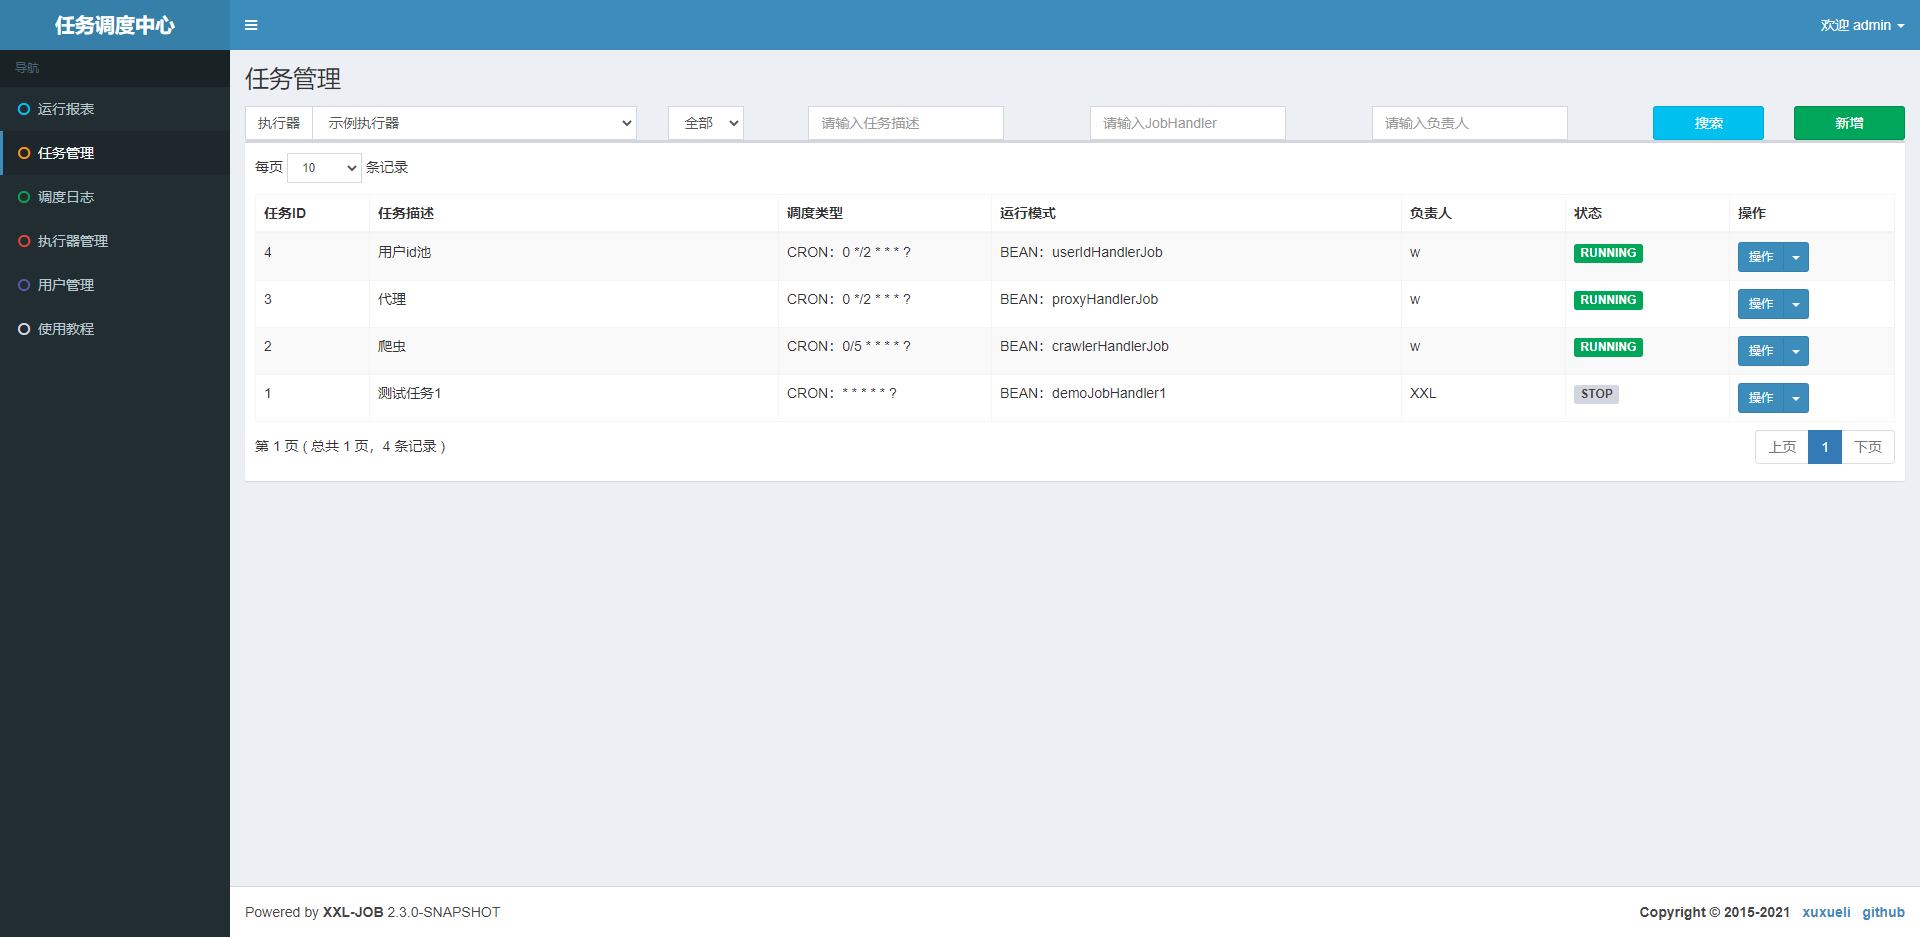 任务调度中心
欢迎 admin
导航
运行报表
任务管理
调度日志
执行器管理
用户管理
使用教程
任务管理
执行器 示例执行器 全部 请输入任务描述 请输入JobHandler 请输入负责人 搜索 新增
每页 10 条记录
任务ID 任务描述 调度类型 运行模式 负责人 状态 操作
4 用户id池 CRON：0 */2 * * * ? BEAN：userIdHandlerJob w RUNNING 操作
3 代理 CRON：0 */2 * * * ? BEAN：proxyHandlerJob w RUNNING 操作
2 爬虫 CRON：0/5 * * * * ? BEAN：crawlerHandlerJob w RUNNING 操作
1 测试任务1 CRON：* * * * * ? BEAN：demoJobHandler1 XXL STOP 操作
第 1 页 ( 总共 1 页，4 条记录 ) 上页 1 下页
Powered by XXL-JOB 2.3.0-SNAPSHOT Copyright © 2015-2021 xuxueli github